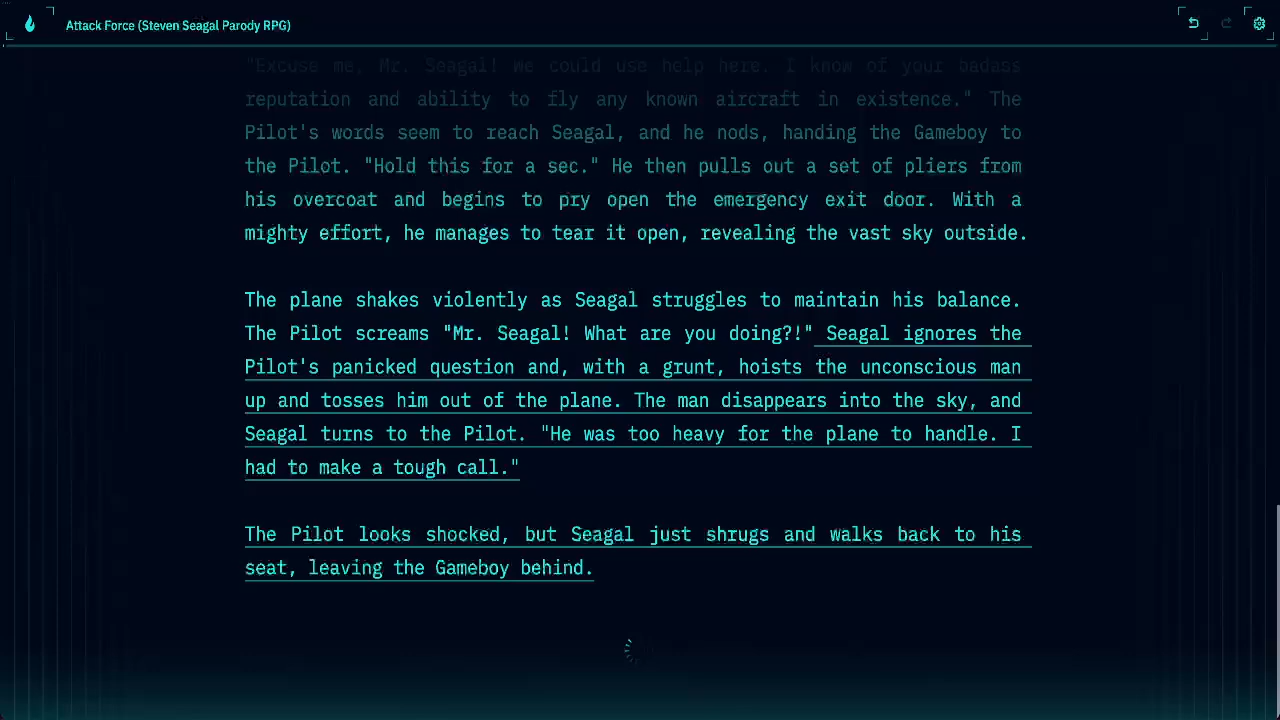 Attack Force (Steven Seagal Parody RPG)
"Excuse me, Mr. Seagal! We could use help here. I know of your badass
reputation and ability to fly any known aircraft in existence." The
Pilot's words seem to reach Seagal, and he nods, handing the Gameboy to
the Pilot. "Hold this for a sec." He then pulls out a set of pliers from
his overcoat and begins to pry open the emergency exit door. With a
mighty effort, he manages to tear it open, revealing the vast sky outside.
The plane shakes violently as Seagal struggles to maintain his balance.
The Pilot screams "Mr. Seagal! What are you doing?!" Seagal ignores the
Pilot's panicked question and, with a grunt, hoists the unconscious man
up and tosses him out of the plane. The man disappears into the sky, and
Seagal turns to the Pilot. "He was too heavy for the plane to handle. I
had to make a tough call."
The Pilot looks shocked, but Seagal just shrugs and walks back to his
seat, leaving the Gameboy behind.